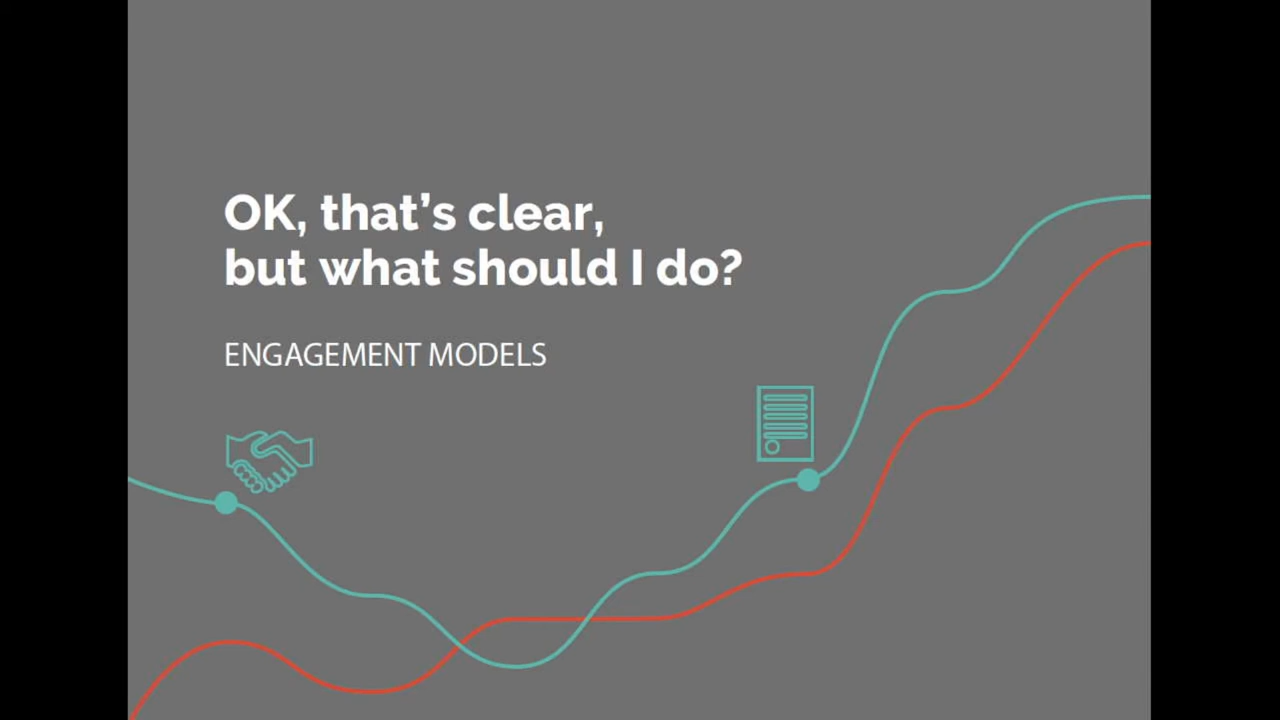 OK, that’s clear,
but what should I do?
ENGAGEMENT MODELS